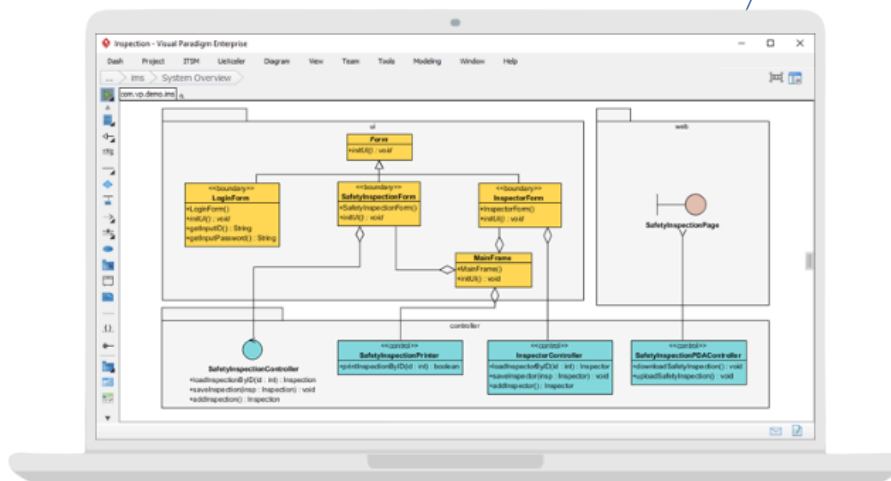 Inspection - Visual Paradigm Enterprise
Dash Project ITSM UeXceler Diagram View Team Tools Modeling Window Help
... ims System Overview
com.vp.demo.ims
ui
web
Form
+initUI() : void
<<boundary>>
LoginForm
+LoginForm()
+initUI() : void
+getInputID() : String
+getInputPassword() : String
<<boundary>>
SafetyInspectionForm
+SafetyInspectionForm()
+initUI() : void
<<boundary>>
InspectorForm
+InspectorForm()
+initUI() : void
MainFrame
+MainFrame()
+initUI() : void
SafetyInspectionPage
controller
SafetyInspectionController
+loadInspectionByID(id : int) : Inspection
+saveInspection(insp : Inspection) : void
+addInspection() : Inspection
<<control>>
SafetyInspectionPrinter
+printInspectionByID(id : int) : boolean
<<control>>
InspectorController
+loadInspectorByID(id : int) : Inspector
+saveInspector(insp : Inspector) : void
+addInspector() : Inspector
<<control>>
SafetyInspectionPDAController
+downloadSafetyInspection() : void
+uploadSafetyInspection() : void